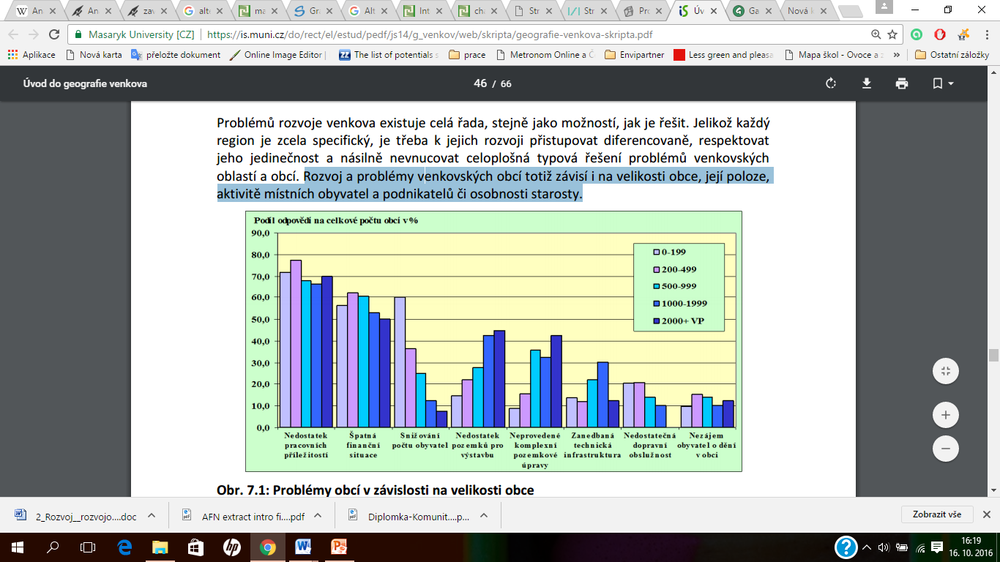 An
An
zav
alte
ma
Gra
Alt
Int
cha
Str
Str
Pro
Úv
Ga
Nová k
Masaryk University [CZ]
https://is.muni.cz/do/rect/el/estud/pedf/js14/g_venkov/web/skripta/geografie-venkova-skripta.pdf
Aplikace
Nová karta
přeložte dokument
Online Image Editor |
The list of potentials s
prace
Metronom Online a Č
Envipartner
Less green and pleasa
Mapa škol - Ovoce a z
»
Ostatní záložky
Úvod do geografie venkova
46 / 66
Problémů rozvoje venkova existuje celá řada, stejně jako možností, jak je řešit. Jelikož každý
region je zcela specifický, je třeba k jejich rozvoji přistupovat diferencovaně, respektovat
jeho jedinečnost a násilně nevnucovat celoplošná typová řešení problémů venkovských
oblastí a obcí. Rozvoj a problémy venkovských obcí totiž závisí i na velikosti obce, její poloze,
aktivitě místních obyvatel a podnikatelů či osobnosti starosty.
Podíl odpovědí na celkové počtu obcí v %
90,0
80,0
70,0
60,0
50,0
40,0
30,0
20,0
10,0
0,0
0-199
200-499
500-999
1000-1999
2000+ VP
Nedostatek
pracovních
příležitostí
Špatná
finanční
situace
Snižování
počtu obyvatel
Nedostatek
pozemků pro
výstavbu
Neprovedené
komplexní
pozemkové
úpravy
Zanedbaná
technická
infrastruktura
Nedostatečná
dopravní
obslužnost
Nezájem
obyvatel o dění
v obci
Obr. 7.1: Problémy obcí v závislosti na velikosti obce
2_Rozvoj__rozvojo....doc
AFN extract intro fi....pdf
Diplomka-Komunit....p...
Zobrazit vše
16:19
16. 10. 2016